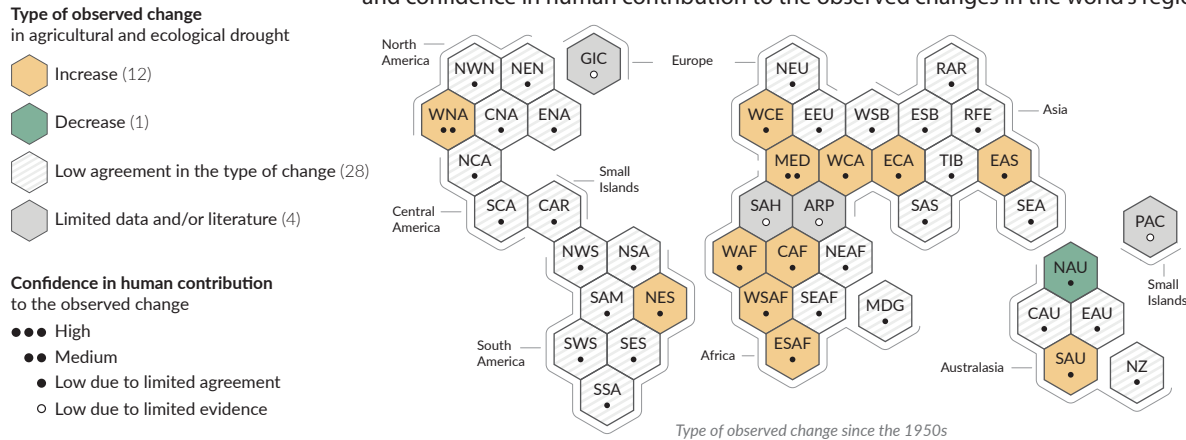 and confidence in human contribution to the observed changes in the world's regio
Type of observed change
in agricultural and ecological drought
Increase (12)
Decrease (1)
Low agreement in the type of change (28)
Limited data and/or literature (4)
Confidence in human contribution
to the observed change
High
Medium
Low due to limited agreement
Low due to limited evidence
North
America
GIC
Europe
NWN NEN
NEU
RAR
WNA CNA ENA
WCE EEU WSB ESB RFE
Asia
NCA
MED WCA ECA TIB EAS
Small
Islands
Central
America
SCA CAR
SAH ARP
SAS
SEA
PAC
NWS NSA
WAF CAF NEAF
NAU
Small
Islands
SAM NES
WSAF SEAF MDG
CAU EAU
South
America
SWS SES
Africa
ESAF
Australasia
SAU
NZ
SSA
Type of observed change since the 1950s